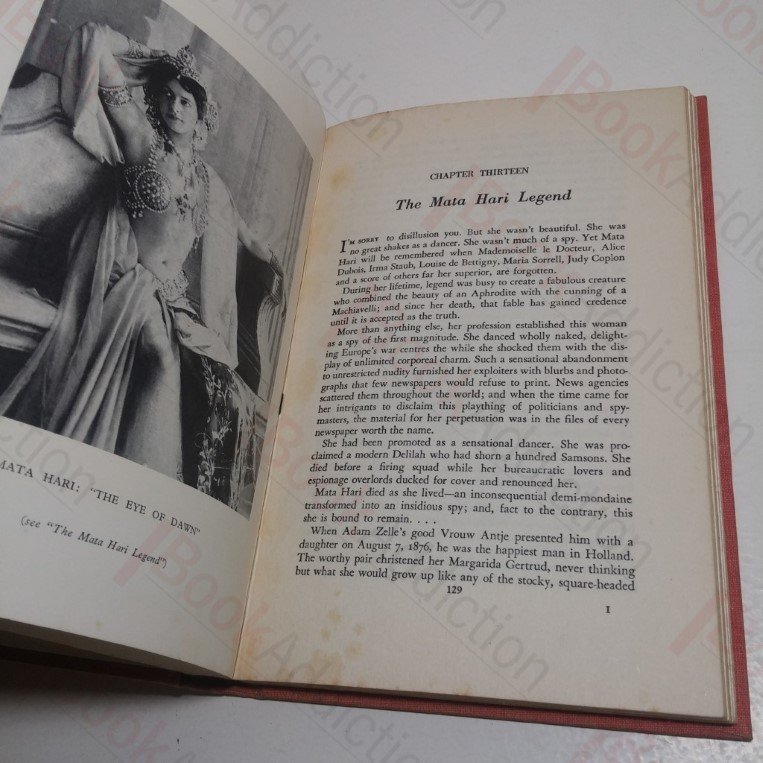 MATA HARI: "THE EYE OF DAWN"
(see "The Mata Hari Legend")
CHAPTER THIRTEEN
The Mata Hari Legend
I'M SORRY to disillusion you. But she wasn't beautiful. She was
no great shakes as a dancer. She wasn't much of a spy. Yet Mata
Hari will be remembered when Mademoiselle le Docteur, Alice
Dubois, Irma Staub, Louise de Bettigny, Maria Sorrell, Judy Coplon
and a score of others far her superior, are forgotten.
During her lifetime, legend was busy to create a fabulous creature
who combined the beauty of an Aphrodite with the cunning of a
Machiavelli; and since her death, that fable has gained credence
until it is accepted as the truth.
More than anything else, her profession established this woman
as a spy of the first magnitude. She danced wholly naked, delight-
ing Europe's war centres the while she shocked them with the dis-
play of unlimited corporeal charm. Such a sensational abandonment
to unrestricted nudity furnished her exploiters with blurbs and photo-
graphs that few newspapers would refuse to print. News agencies
scattered them throughout the world; and when the time came for
her intrigants to disclaim this plaything of politicians and spy-
masters, the material for her perpetuation was in the files of every
newspaper worth the name.
She had been promoted as a sensational dancer. She was pro-
claimed a modern Delilah who had shorn a hundred Samsons. She
died before a firing squad while her bureaucratic lovers and
espionage overlords ducked for cover and renounced her.
Mata Hari died as she lived—an inconsequential demi-mondaine
transformed into an insidious spy; and, fact to the contrary, this
she is bound to remain. . . .
When Adam Zelle's good Vrouw Antje presented him with a
daughter on August 7, 1876, he was the happiest man in Holland.
The worthy pair christened her Margarida Gertrud, never thinking
but what she would grow up like any of the stocky, square-headed
129
I
BookAddiction